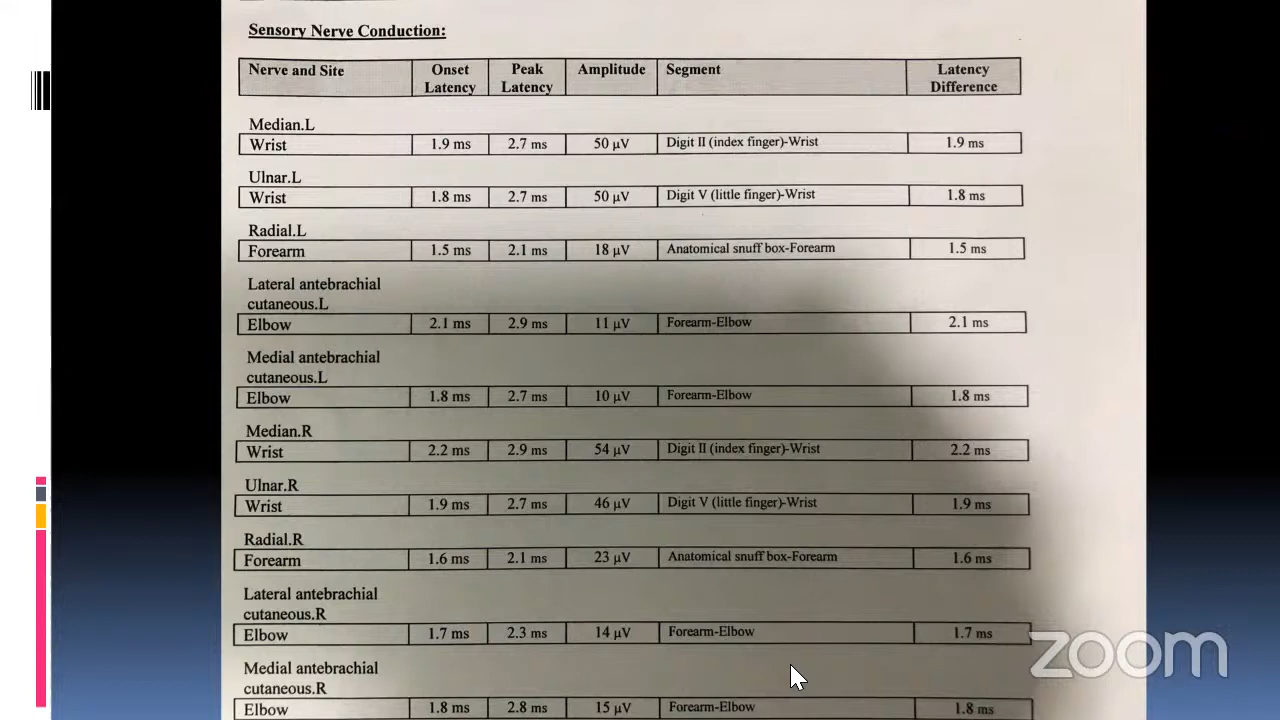 Sensory Nerve Conduction:
Nerve and Site Onset Latency Peak Latency Amplitude Segment Latency Difference
Median.L
Wrist 1.9 ms 2.7 ms 50 µV Digit II (index finger)-Wrist 1.9 ms
Ulnar.L
Wrist 1.8 ms 2.7 ms 50 µV Digit V (little finger)-Wrist 1.8 ms
Radial.L
Forearm 1.5 ms 2.1 ms 18 µV Anatomical snuff box-Forearm 1.5 ms
Lateral antebrachial
cutaneous.L
Elbow 2.1 ms 2.9 ms 11 µV Forearm-Elbow 2.1 ms
Medial antebrachial
cutaneous.L
Elbow 1.8 ms 2.7 ms 10 µV Forearm-Elbow 1.8 ms
Median.R
Wrist 2.2 ms 2.9 ms 54 µV Digit II (index finger)-Wrist 2.2 ms
Ulnar.R
Wrist 1.9 ms 2.7 ms 46 µV Digit V (little finger)-Wrist 1.9 ms
Radial.R
Forearm 1.6 ms 2.1 ms 23 µV Anatomical snuff box-Forearm 1.6 ms
Lateral antebrachial
cutaneous.R
Elbow 1.7 ms 2.3 ms 14 µV Forearm-Elbow 1.7 ms
zoom
Medial antebrachial
cutaneous.R
Elbow 1.8 ms 2.8 ms 15 µV Forearm-Elbow 1.8 ms